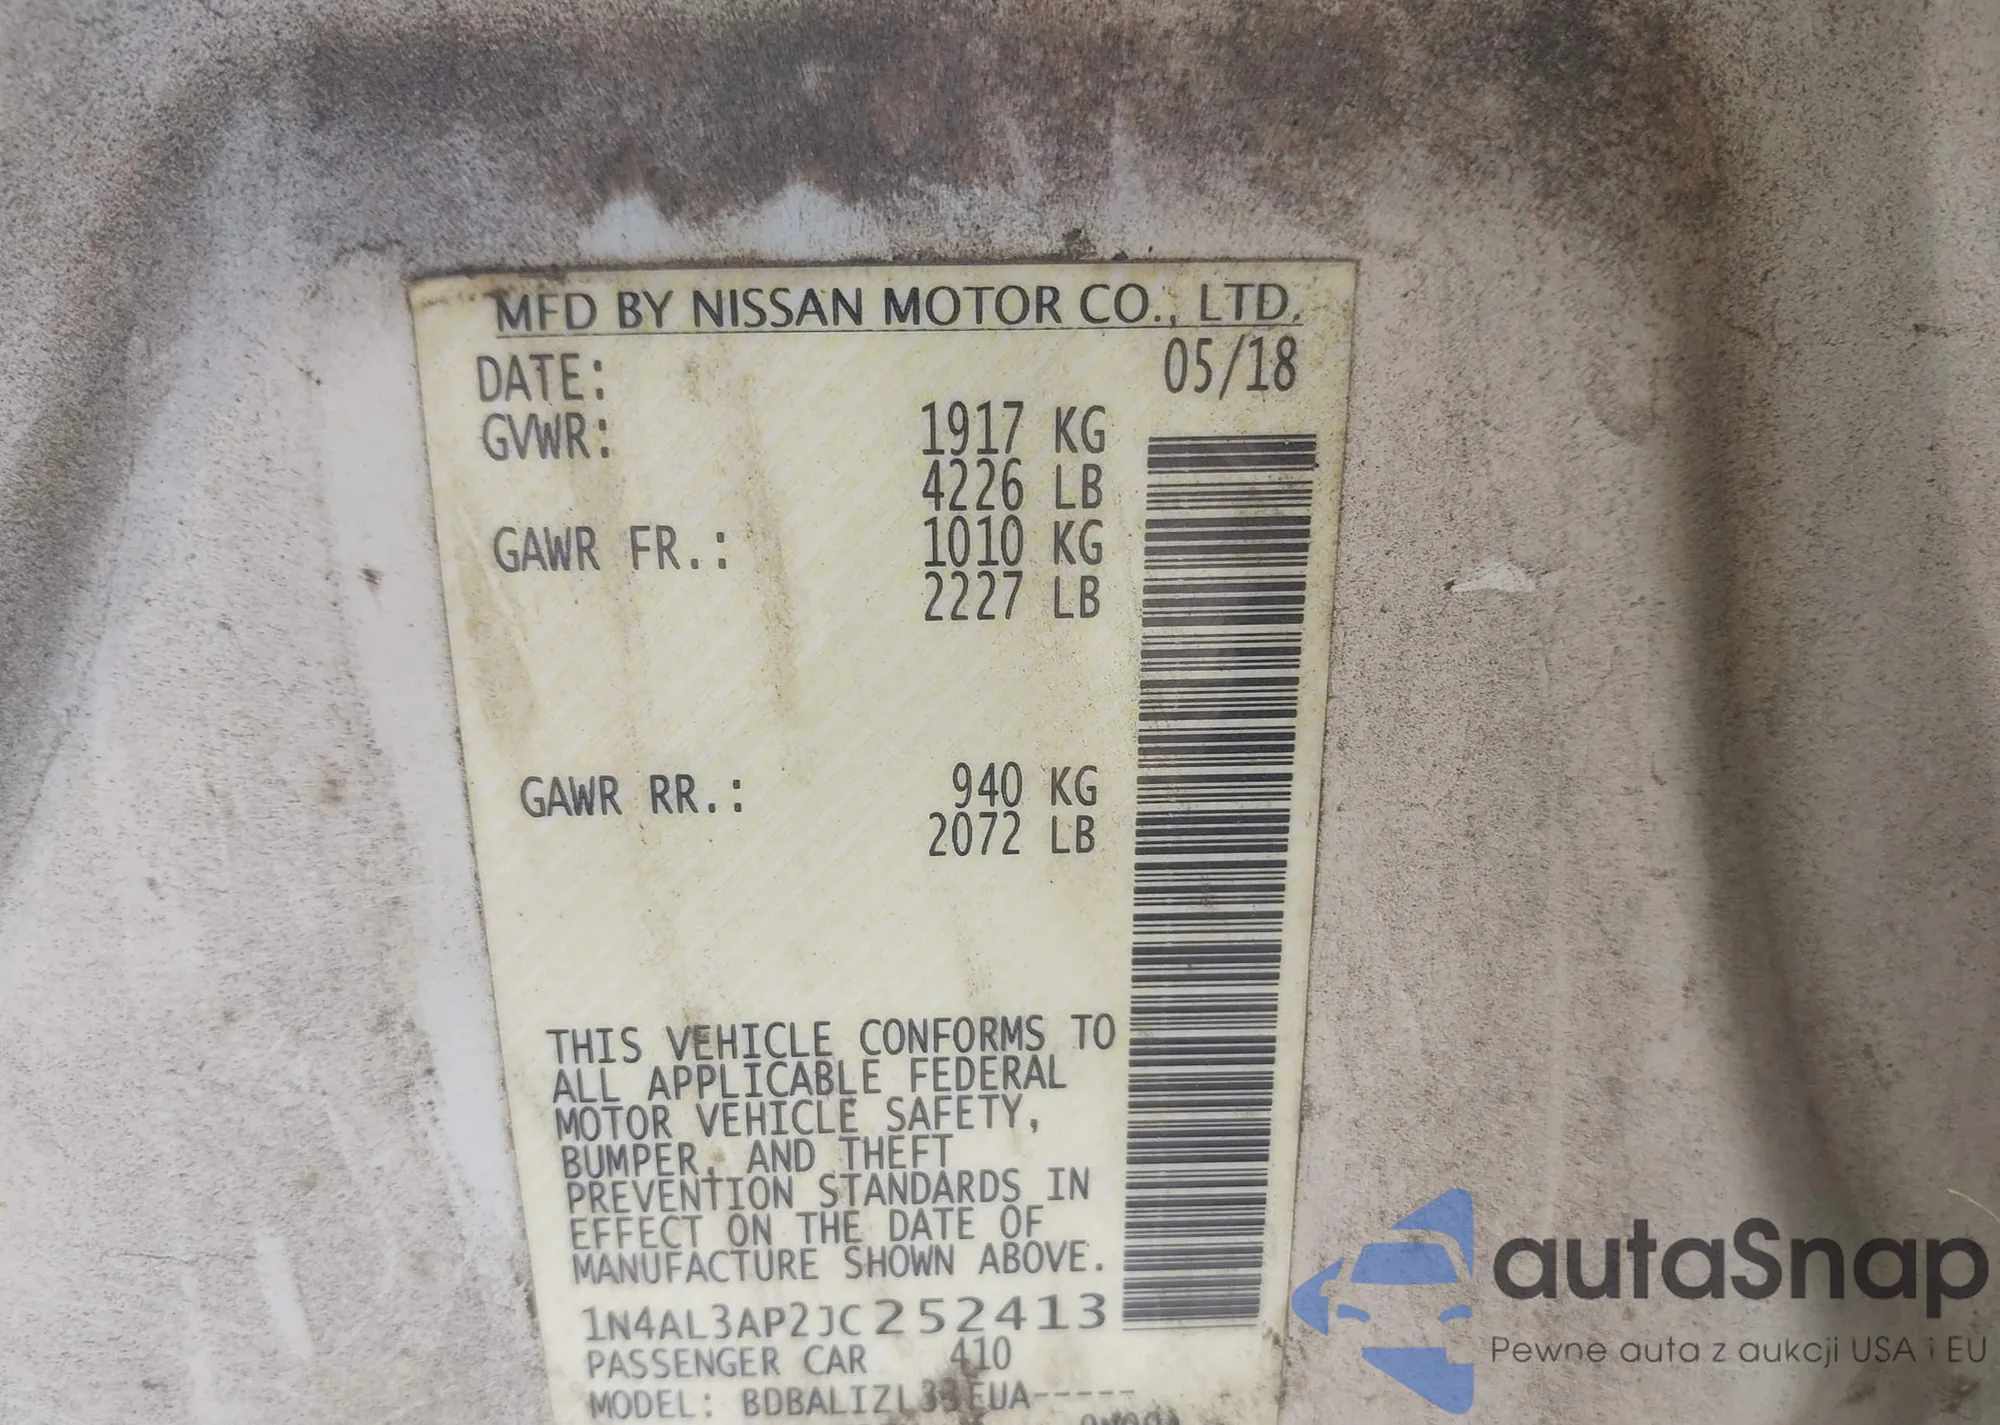 MFD BY NISSAN MOTOR CO., LTD.
DATE: 05/18
GVWR: 1917 KG
4226 LB
GAWR FR.: 1010 KG
2227 LB
GAWR RR.: 940 KG
2072 LB
THIS VEHICLE CONFORMS TO
ALL APPLICABLE FEDERAL
MOTOR VEHICLE SAFETY,
BUMPER, AND THEFT
PREVENTION STANDARDS IN
EFFECT ON THE DATE OF
MANUFACTURE SHOWN ABOVE.
1N4AL3AP2JC252413
PASSENGER CAR 410
MODEL:
autaSnap
Pewne auta z aukcji USA i EU